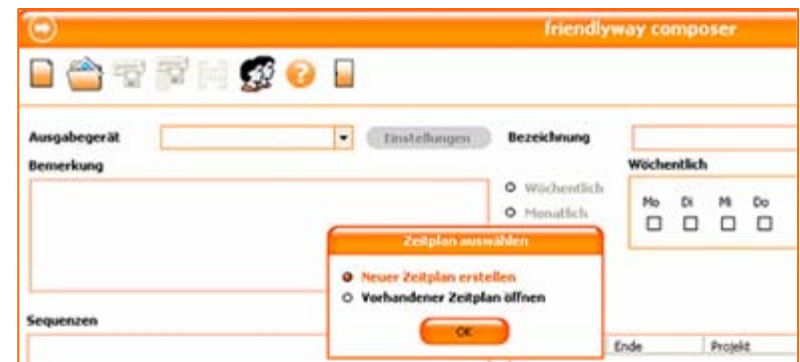 friendlyway composer
Ausgabegerät Einstellungen Bezeichnung
Bemerkung Wöchentlich
Wöchentlich
Mo Di Mi Do
Monatlich
Zeitplan auswählen
Neuer Zeitplan erstellen
Vorhandener Zeitplan öffnen
OK
Sequenzen
Ende Projekt